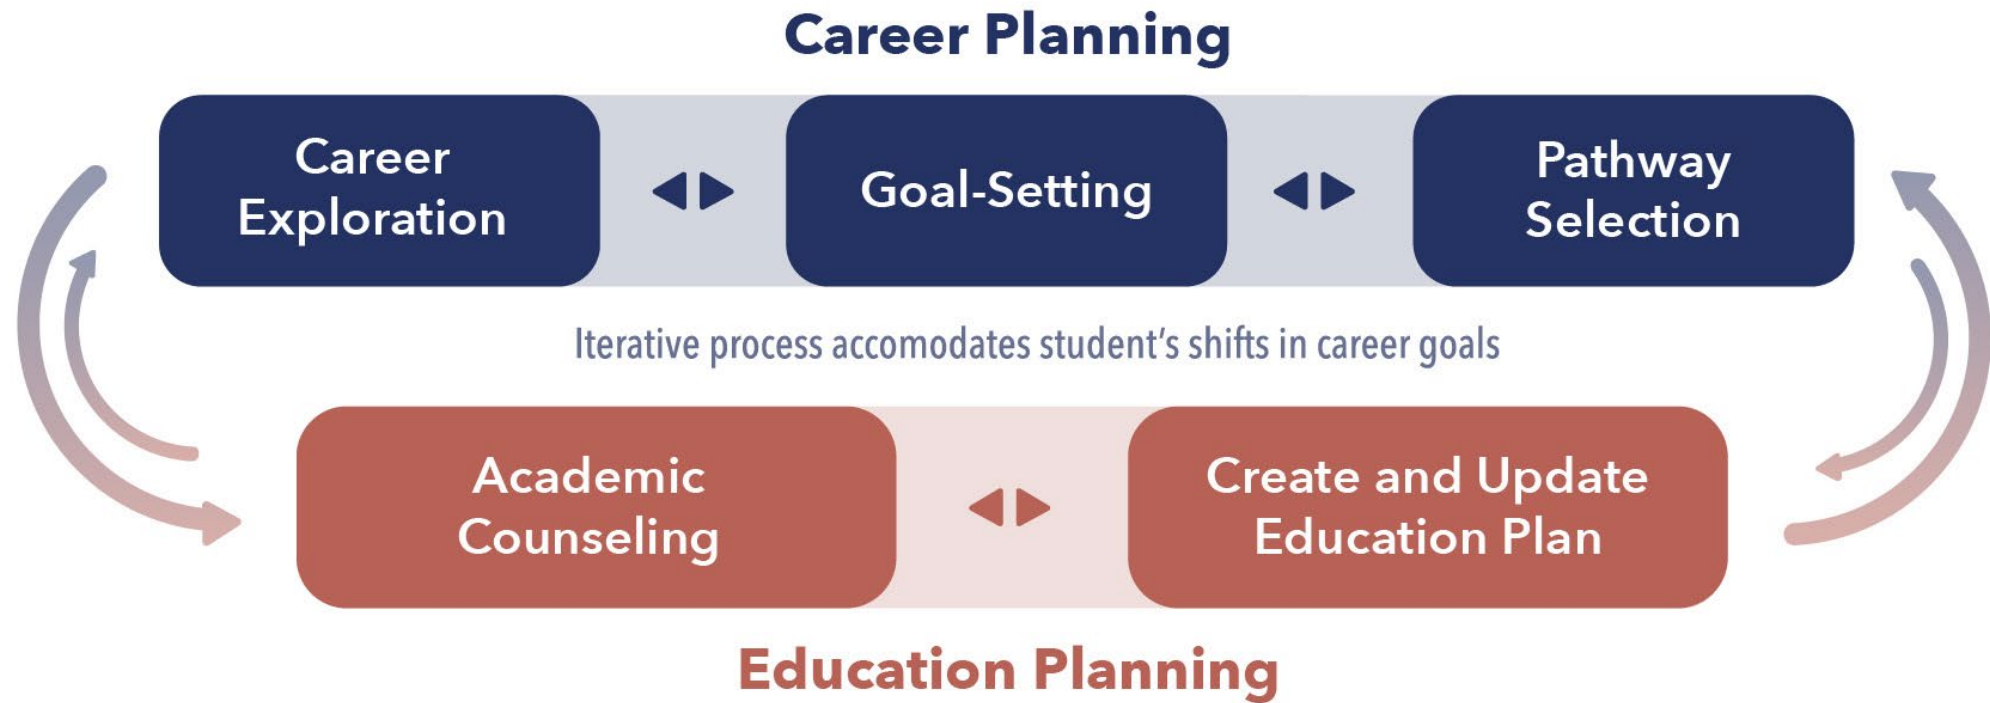 Career Planning
Career
Exploration
Goal-Setting
Pathway
Selection
Iterative process accomodates student’s shifts in career goals
Academic
Counseling
Create and Update
Education Plan
Education Planning